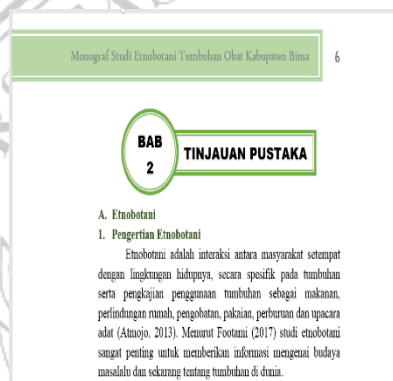 Monograf Studi Etnobotani Tumbuhan Obat Kabupaten Bima 6
BAB
2
TINJAUAN PUSTAKA
A. Etnobotani
1. Pengertian Etnobotani
Etnobotani adalah interaksi antara masyarakat setempat
dengan lingkungan hidupnya, secara spesifik pada tumbuhan
serta pengkajian penggunaan tumbuhan sebagai makanan,
perlindungan rumah, pengobatan, pakaian, perburuan dan upacara
adat (Atmojo, 2013). Menurut Footami (2017) studi etnobotani
sangat penting untuk memberikan informasi mengenai budaya
masalalu dan sekarang tentang tumbuhan di dunia.